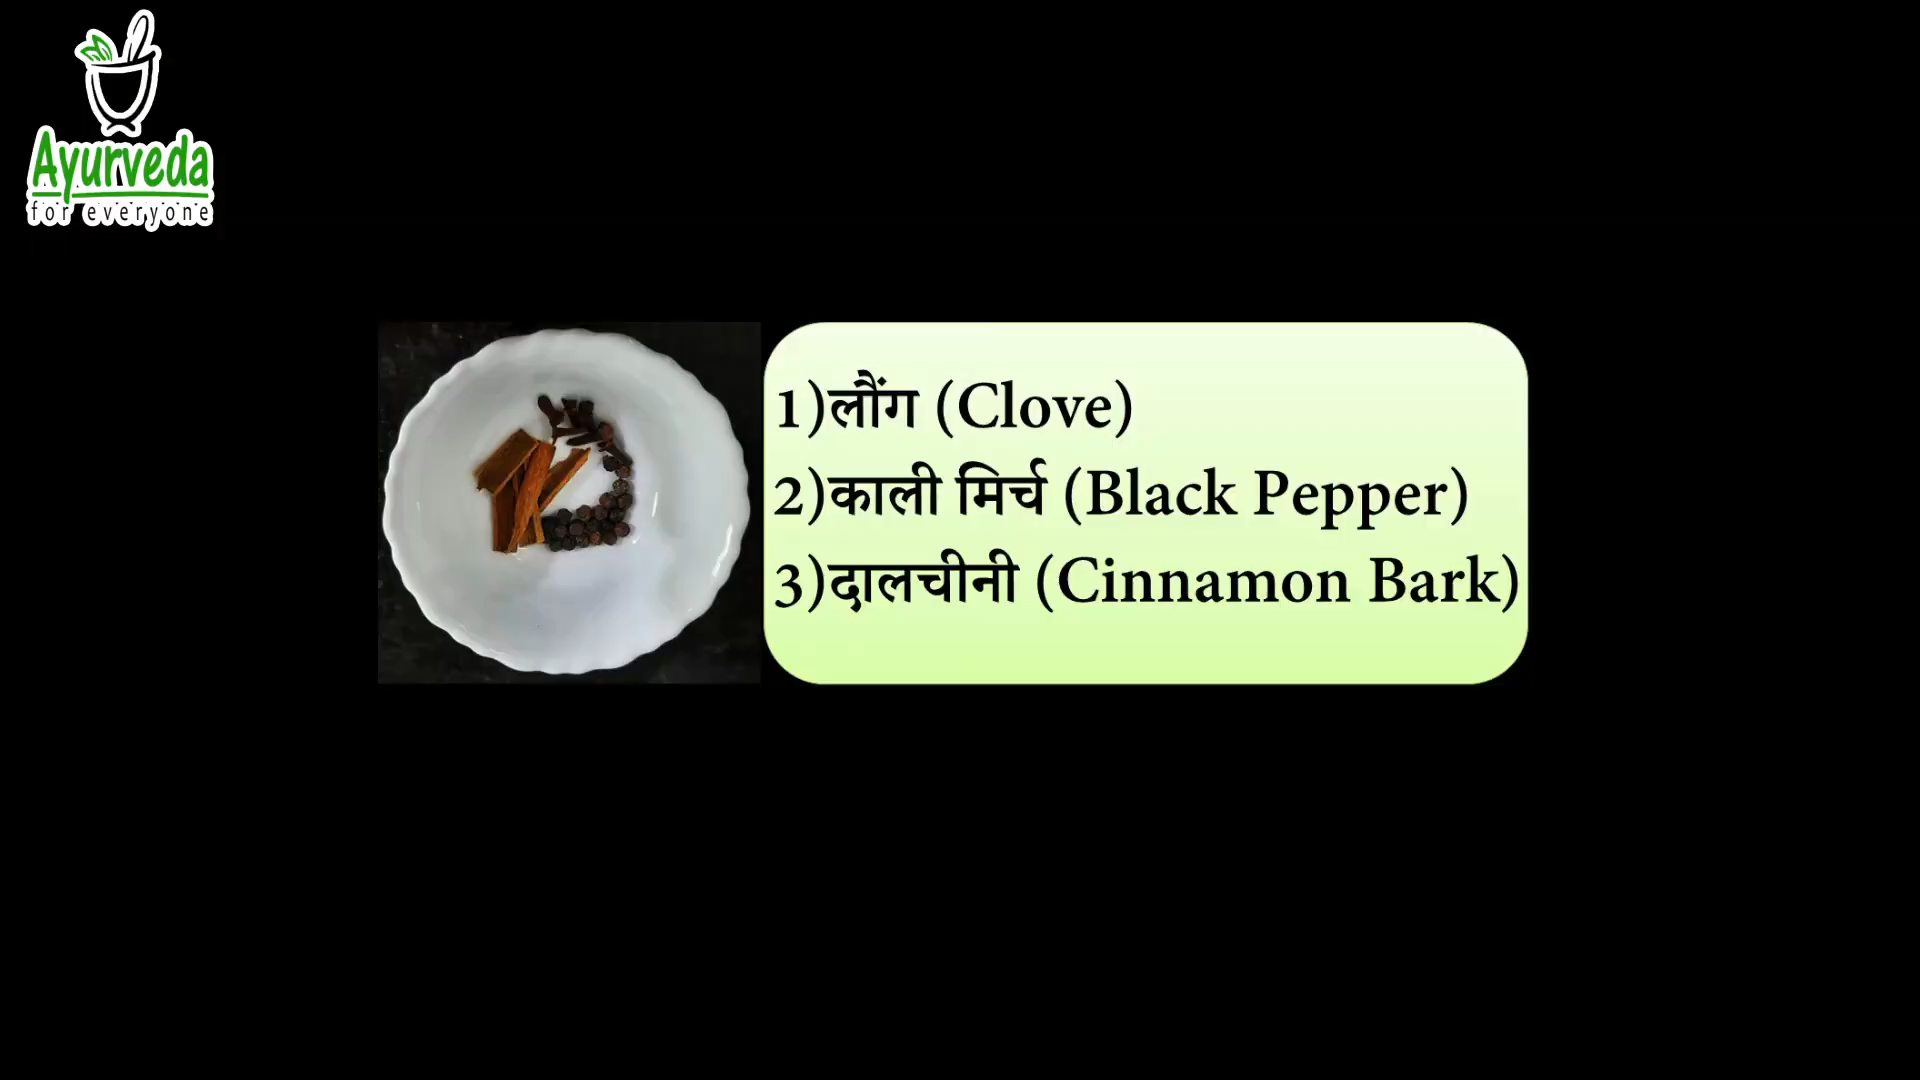 Ayurveda
for everyone
1)लौंग (Clove)
2)काली मिर्च (Black Pepper)
3)दालचीनी (Cinnamon Bark)